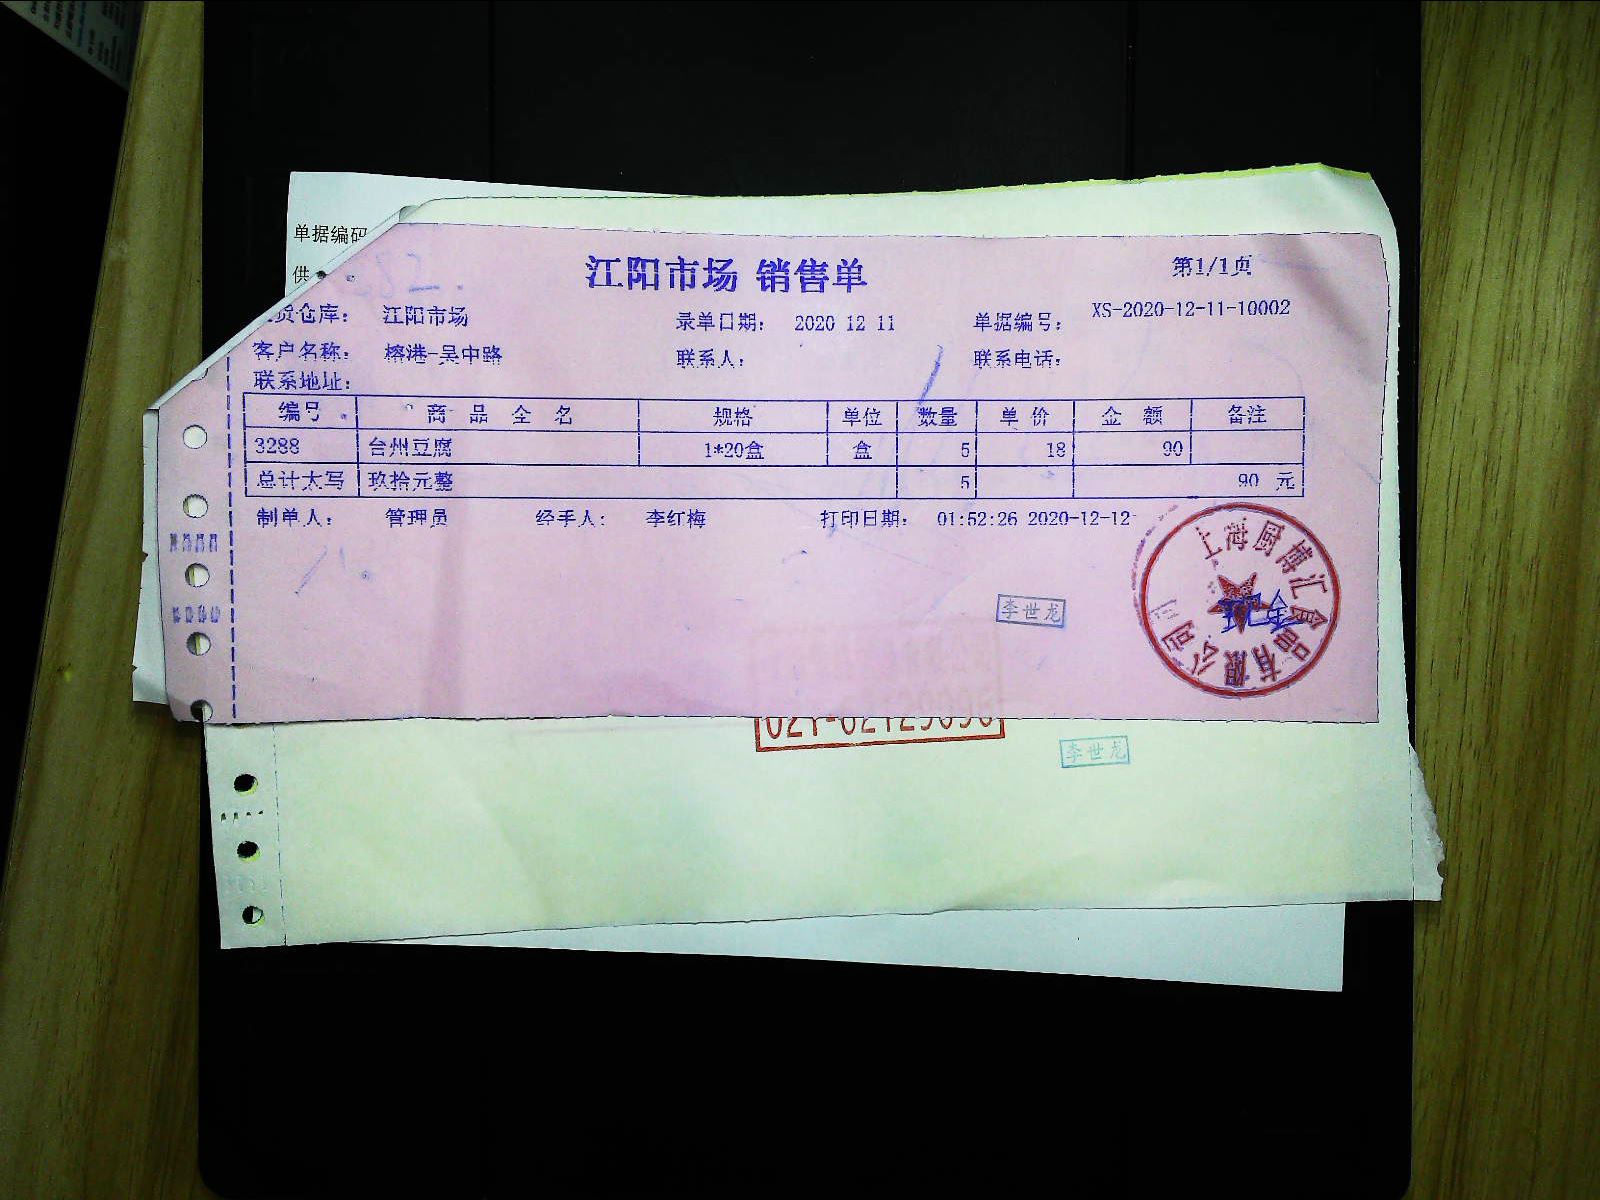 单据编码
供
江阳市场 销售单
第1/1页
货仓库： 江阳市场 录单日期： 2020 12 11 单据编号： XS-2020-12-11-10002
客户名称： 榕港-吴中路 联系人： 联系电话：
联系地址：
编号 商品全名 规格 单位 数量 单价 金额 备注
3288 台州豆腐 1*20盒 盒 5 18 90
总计大写 玖拾元整 5 90 元
制单人： 管理员 经手人： 李红梅 打印日期： 01:52:26 2020-12-12
上海厨博汇食品有限公司
李世龙
李世龙